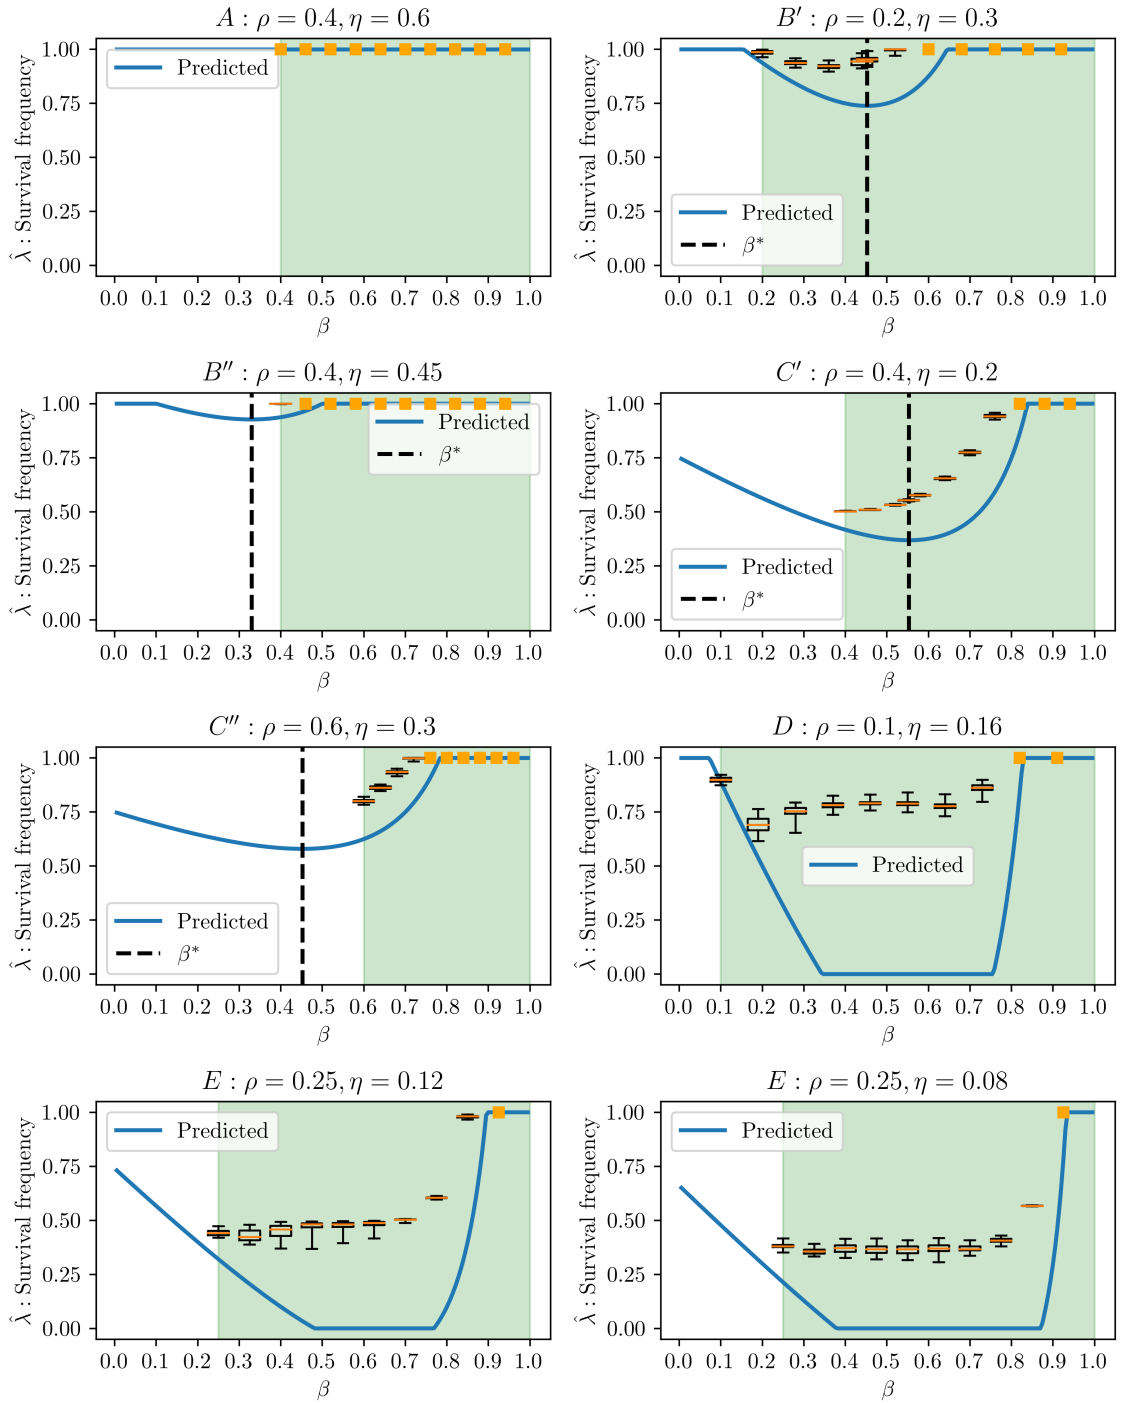 A : ρ = 0.4, η = 0.6
λ̂ : Survival frequency
1.00
0.75
0.50
0.25
0.00
Predicted
0.0 0.1 0.2 0.3 0.4 0.5 0.6 0.7 0.8 0.9 1.0
β
B′ : ρ = 0.2, η = 0.3
λ̂ : Survival frequency
1.00
0.75
0.50
0.25
0.00
Predicted
β*
0.0 0.1 0.2 0.3 0.4 0.5 0.6 0.7 0.8 0.9 1.0
β
B″ : ρ = 0.4, η = 0.45
λ̂ : Survival frequency
1.00
0.75
0.50
0.25
0.00
Predicted
β*
0.0 0.1 0.2 0.3 0.4 0.5 0.6 0.7 0.8 0.9 1.0
β
C′ : ρ = 0.4, η = 0.2
λ̂ : Survival frequency
1.00
0.75
0.50
0.25
0.00
Predicted
β*
0.0 0.1 0.2 0.3 0.4 0.5 0.6 0.7 0.8 0.9 1.0
β
C″ : ρ = 0.6, η = 0.3
λ̂ : Survival frequency
1.00
0.75
0.50
0.25
0.00
Predicted
β*
0.0 0.1 0.2 0.3 0.4 0.5 0.6 0.7 0.8 0.9 1.0
β
D : ρ = 0.1, η = 0.16
λ̂ : Survival frequency
1.00
0.75
0.50
0.25
0.00
Predicted
0.0 0.1 0.2 0.3 0.4 0.5 0.6 0.7 0.8 0.9 1.0
β
E : ρ = 0.25, η = 0.12
λ̂ : Survival frequency
1.00
0.75
0.50
0.25
0.00
Predicted
0.0 0.1 0.2 0.3 0.4 0.5 0.6 0.7 0.8 0.9 1.0
β
E : ρ = 0.25, η = 0.08
λ̂ : Survival frequency
1.00
0.75
0.50
0.25
0.00
Predicted
0.0 0.1 0.2 0.3 0.4 0.5 0.6 0.7 0.8 0.9 1.0
β